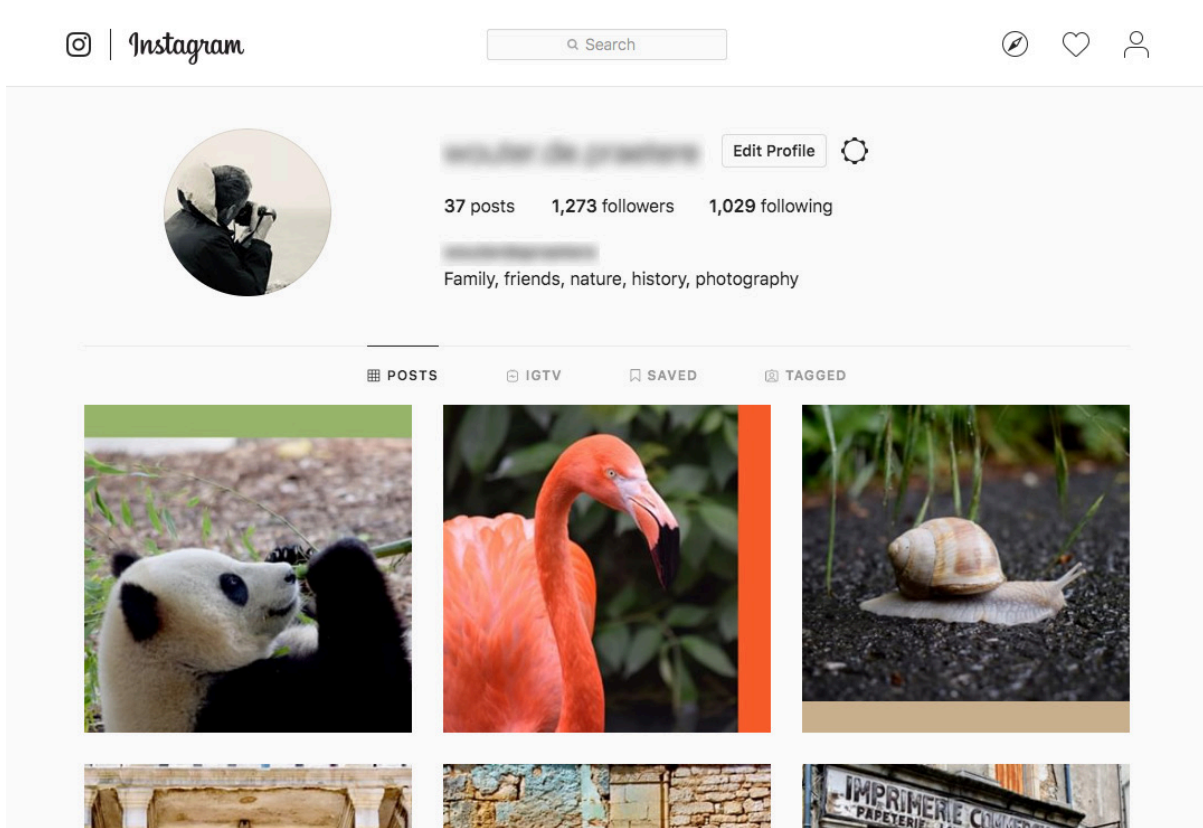 Instagram
Search
Edit Profile
37 posts 1,273 followers 1,029 following
Family, friends, nature, history, photography
POSTS IGTV SAVED TAGGED
IMPRIMERIE
PAPETERIE